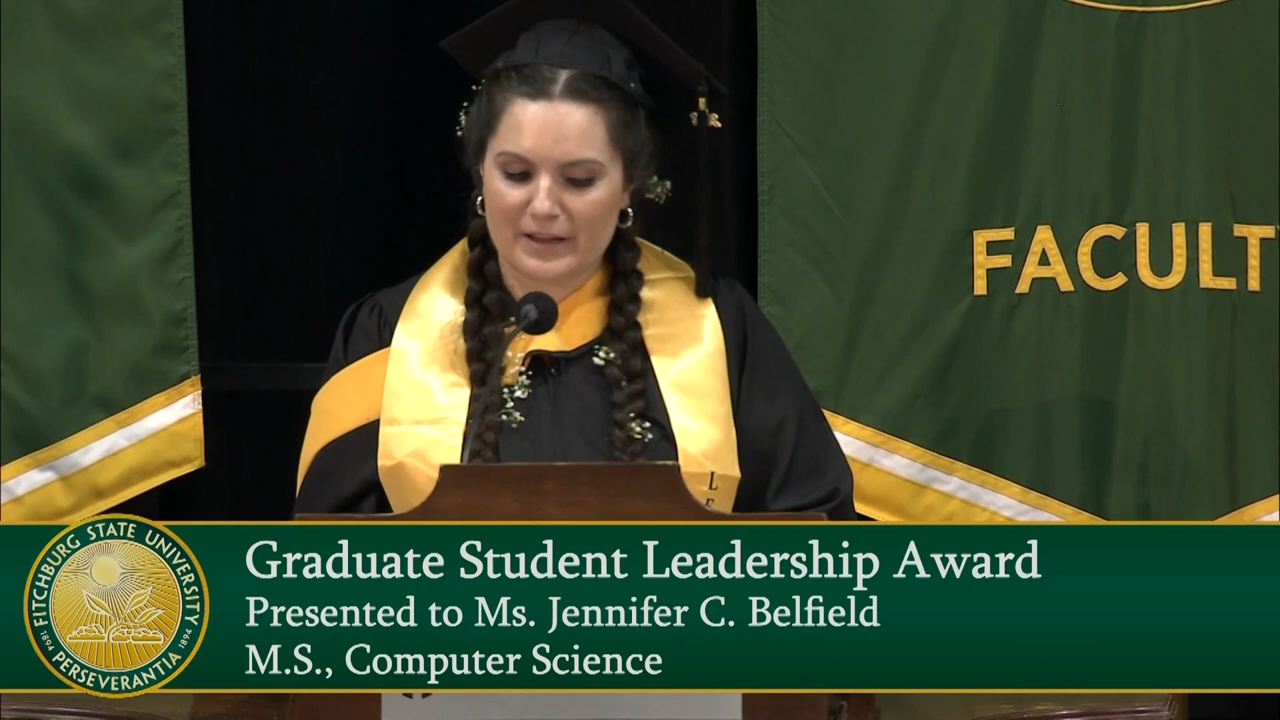 FACULT
L
E
Graduate Student Leadership Award
Presented to Ms. Jennifer C. Belfield
M.S., Computer Science
FITCHBURG STATE UNIVERSITY
1894 PERSEVERANTIA 1894